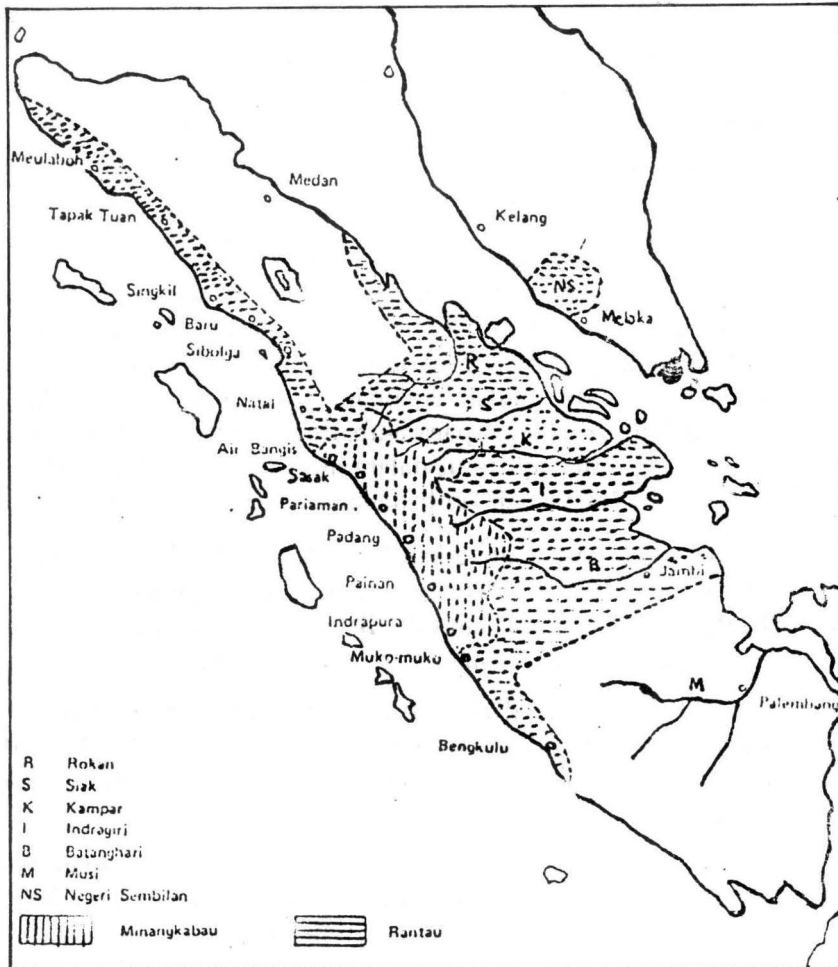 Meulaboh
Medan
Tapak Tuan
Kelang
NS
Meloka
Singkil
Baru
Sibolga
R
S
Natal
K
Air Bangis
Sasak
I
Pariaman
Padang
B
Jambi
Painan
Indrapura
Muko-muko
M
Palembang
Bengkulu
R Rokan
S Siak
K Kampar
I Indragiri
B Batanghari
M Musi
NS Negeri Sembilan
Minangkabau
Rantau